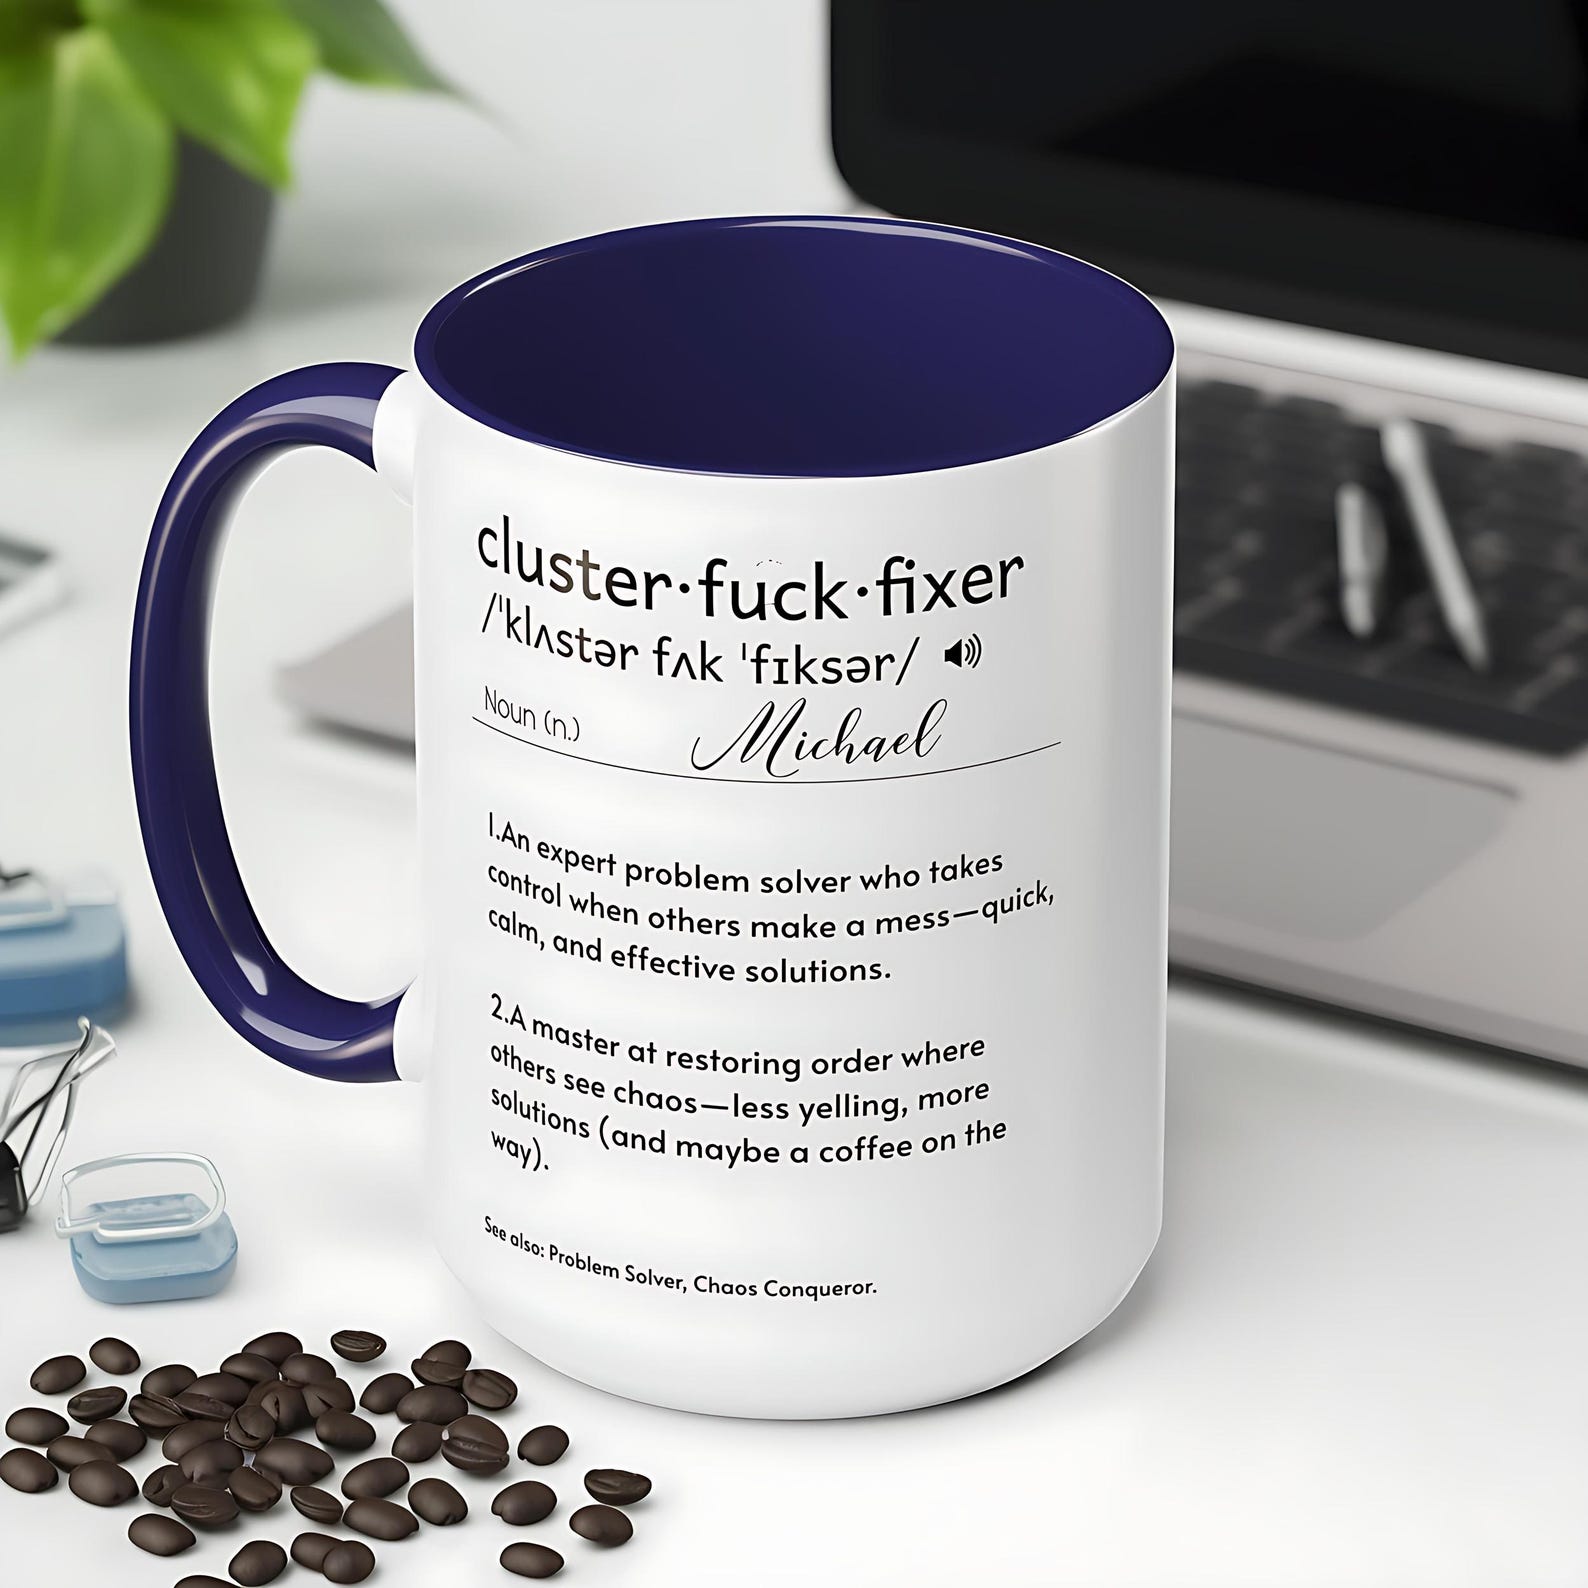 cluster·fuck·fixer
/ˈklʌstər fʌk ˈfɪksər/
Noun (n.) Michael
1.An expert problem solver who takes
control when others make a mess—quick,
calm, and effective solutions.
2.A master at restoring order where
others see chaos—less yelling, more
solutions (and maybe a coffee on the
way).
See also: Problem Solver, Chaos Conqueror.